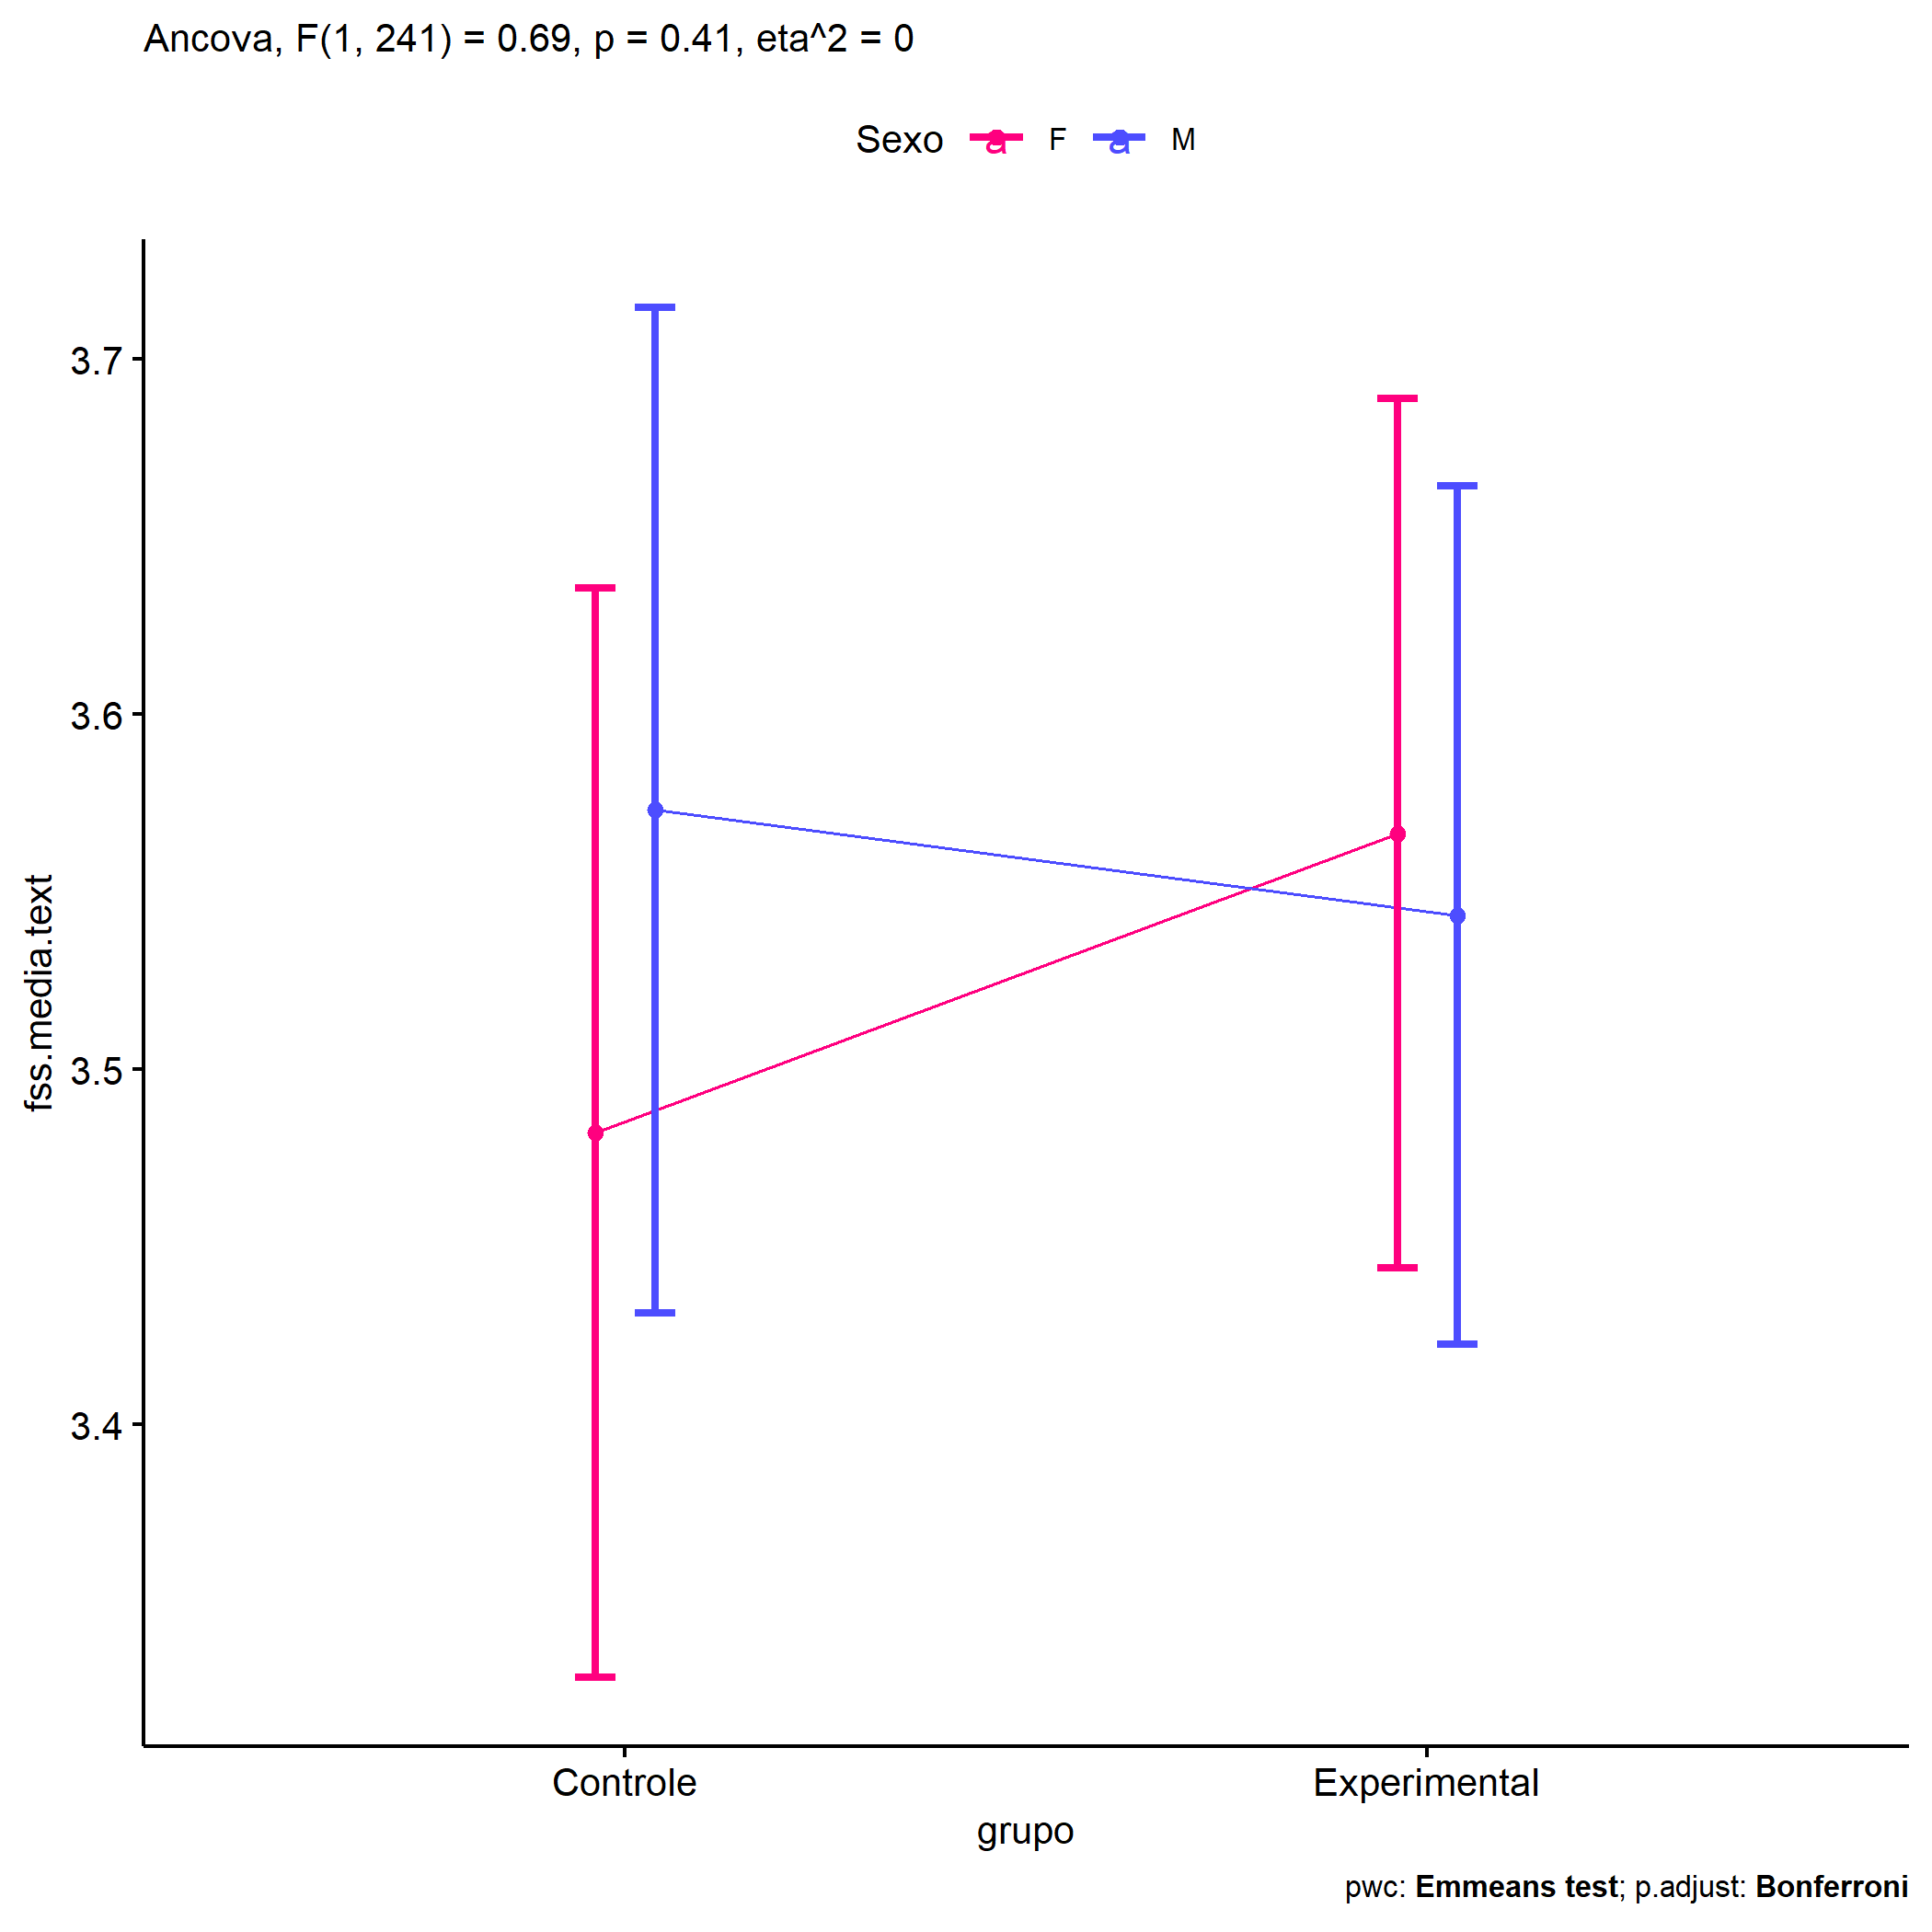 Ancova, F(1, 241) = 0.69, p = 0.41, eta^2 = 0
Sexo a F a M
3.7
3.6
3.5
3.4
fss.media.text
Controle Experimental
grupo
pwc: Emmeans test; p.adjust: Bonferroni